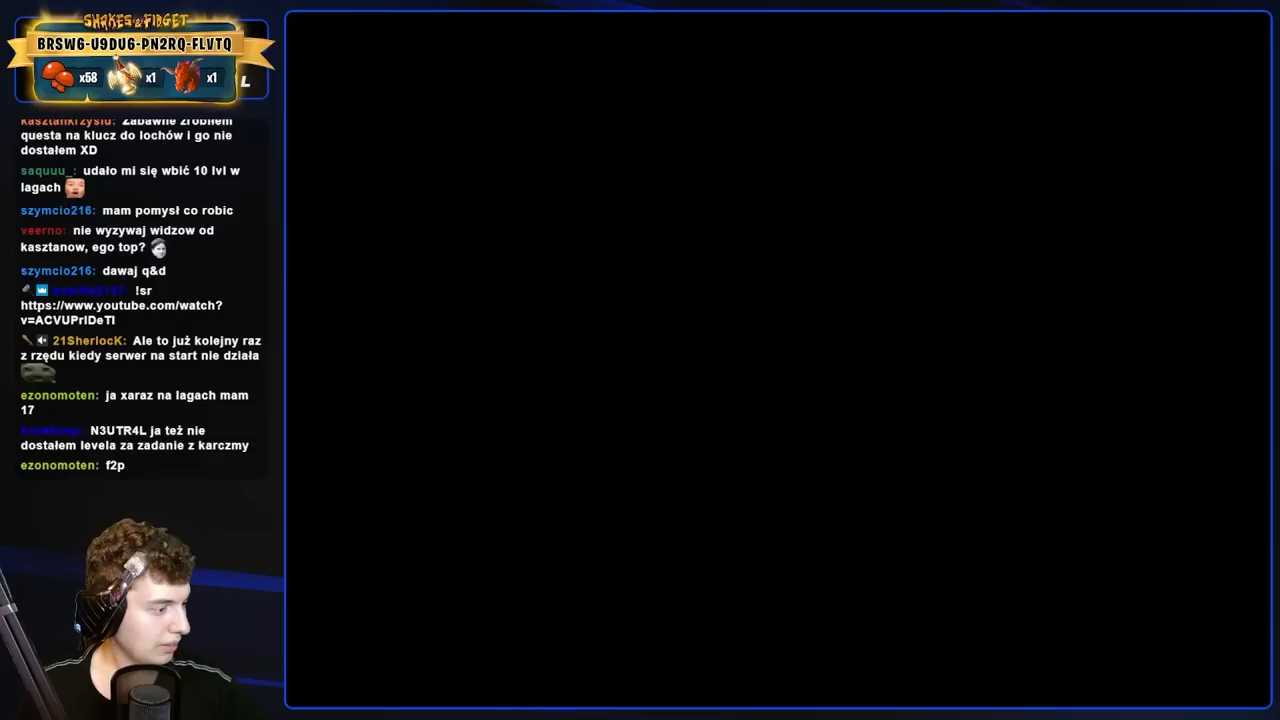 SHAKES & FIDGET
BRSW6-U9DU6-PN2RQ-FLVTQ
x58 x1 x1 L
kasztankrzysiu: Zabawne zrobiłem
questa na klucz do lochów i go nie
dostałem XD
saquuu_: udało mi się wbić 10 lvl w
lagach
szymcio216: mam pomysł co robic
veerno: nie wyzywaj widzow od
kasztanow, ego top?
szymcio216: dawaj q&d
!sr
https://www.youtube.com/watch?
v=ACVUPrIDeTI
21SherlocK: Ale to już kolejny raz
z rzędu kiedy serwer na start nie działa
ezonomoten: ja xaraz na lagach mam
17
N3UTR4L ja też nie
dostałem levela za zadanie z karczmy
ezonomoten: f2p